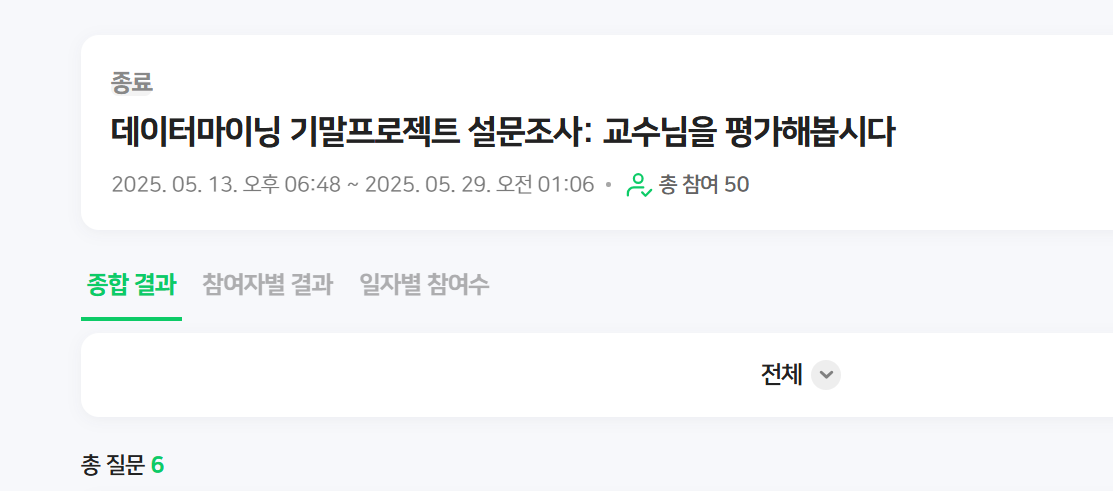 종료
데이터마이닝 기말프로젝트 설문조사: 교수님을 평가해봅시다
2025. 05. 13. 오후 06:48 ~ 2025. 05. 29. 오전 01:06 • 총 참여 50
종합 결과 참여자별 결과 일자별 참여수
전체
총 질문 6